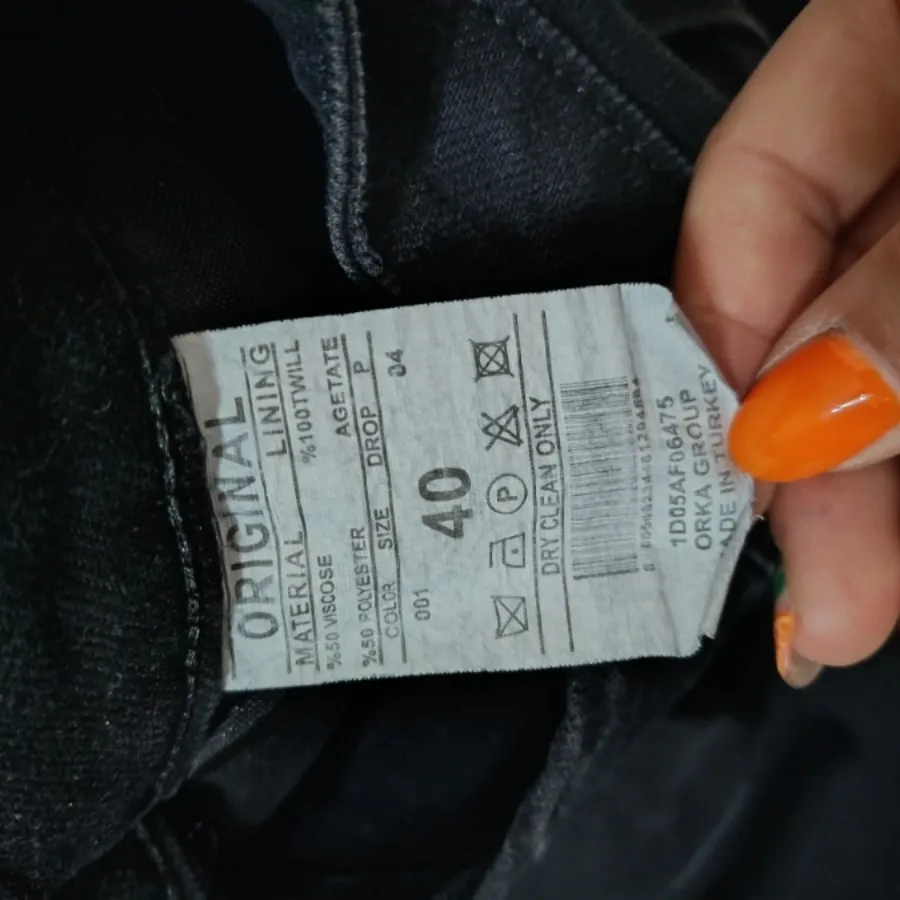 ORIGINAL
MATERIAL LINING
%50 VISCOSE %100TWILL
%50 POLYESTER AGETATE
COLOR SIZE DROP P
001 40 04
P
DRY CLEAN ONLY
1D05AF06475
ORKA GROUP
ADE IN TURKEY